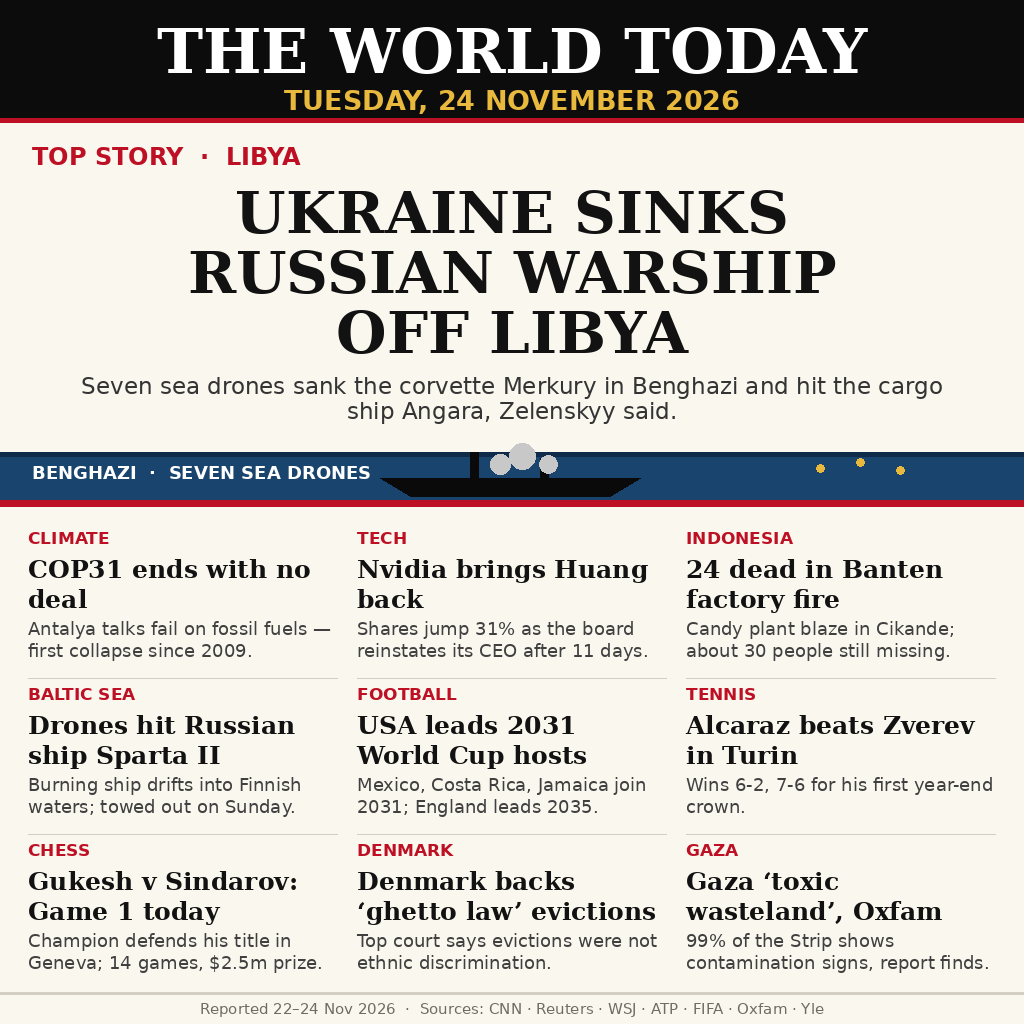 THE WORLD TODAY
TUESDAY, 24 NOVEMBER 2026
TOP STORY · LIBYA
UKRAINE SINKS
RUSSIAN WARSHIP
OFF LIBYA
Seven sea drones sank the corvette Merkury in Benghazi and hit the cargo
ship Angara, Zelenskyy said.
BENGHAZI · SEVEN SEA DRONES
CLIMATE
COP31 ends with no
deal
Antalya talks fail on fossil fuels —
first collapse since 2009.
TECH
Nvidia brings Huang
back
Shares jump 31% as the board
reinstates its CEO after 11 days.
INDONESIA
24 dead in Banten
factory fire
Candy plant blaze in Cikande;
about 30 people still missing.
BALTIC SEA
Drones hit Russian
ship Sparta II
Burning ship drifts into Finnish
waters; towed out on Sunday.
FOOTBALL
USA leads 2031
World Cup hosts
Mexico, Costa Rica, Jamaica join
2031; England leads 2035.
TENNIS
Alcaraz beats Zverev
in Turin
Wins 6-2, 7-6 for his first year-end
crown.
CHESS
Gukesh v Sindarov:
Game 1 today
Champion defends his title in
Geneva; 14 games, $2.5m prize.
DENMARK
Denmark backs
‘ghetto law’ evictions
Top court says evictions were not
ethnic discrimination.
GAZA
Gaza ‘toxic
wasteland’, Oxfam
99% of the Strip shows
contamination signs, report finds.
Reported 22–24 Nov 2026 · Sources: CNN · Reuters · WSJ · ATP · FIFA · Oxfam · Yle